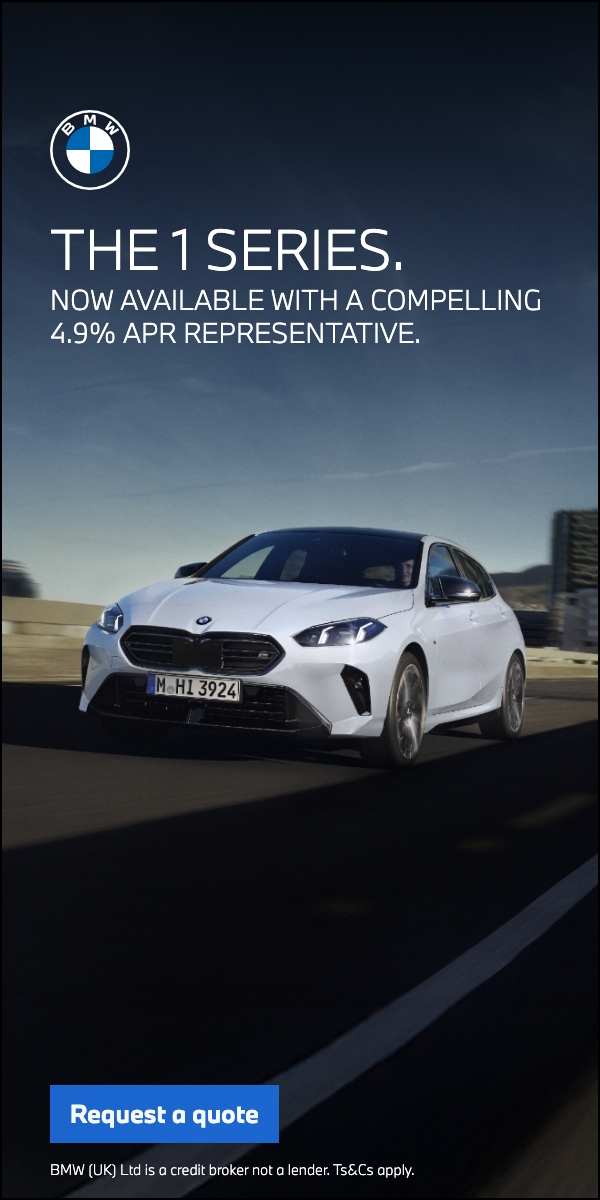 BMW
THE 1 SERIES.
NOW AVAILABLE WITH A COMPELLING
4.9% APR REPRESENTATIVE.
M HI 3924
Request a quote
BMW (UK) Ltd is a credit broker not a lender. Ts&Cs apply.